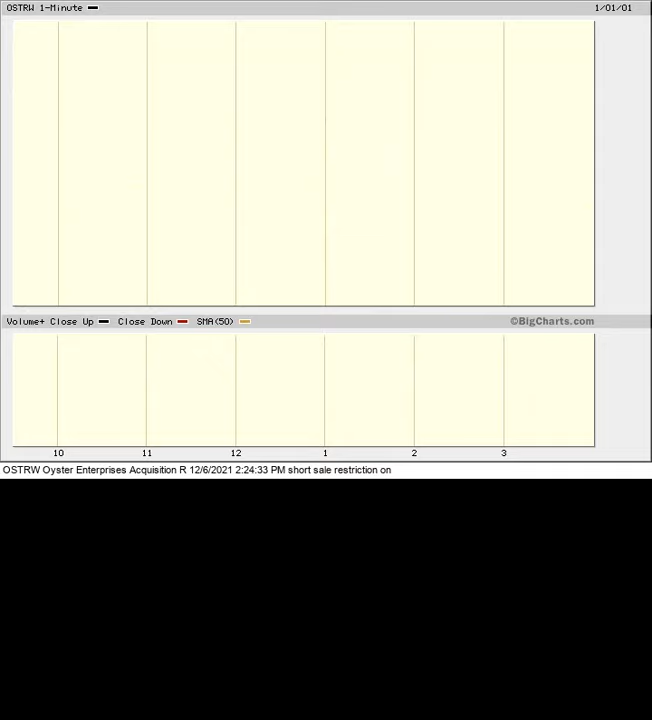 OSTRW 1-Minute 1/01/01
Volume+ Close Up Close Down SMA(50) ©BigCharts.com
10 11 12 1 2 3
OSTRW Oyster Enterprises Acquisition R 12/6/2021 2:24:33 PM short sale restriction on